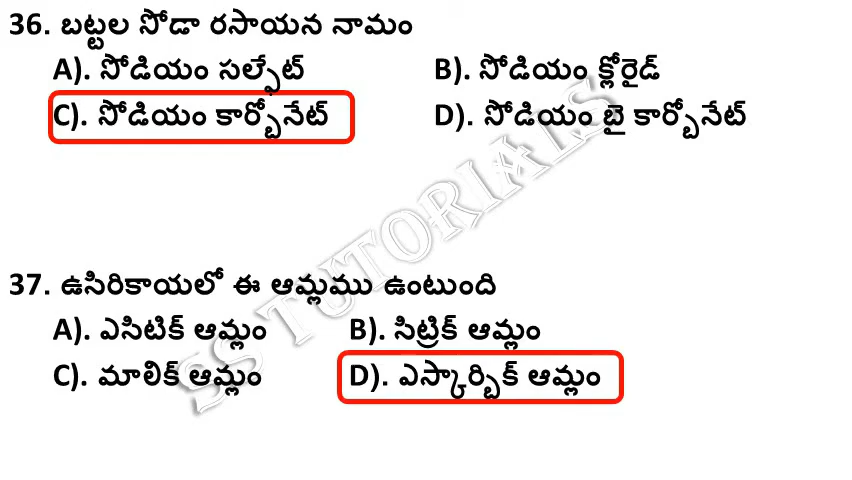 36. బట్టల సోడా రసాయన నామం
A). సోడియం సల్ఫేట్ B). సోడియం క్లోరైడ్
C). సోడియం కార్బోనేట్ D). సోడియం బై కార్బోనేట్
SS TUTORIALS
37. ఉసిరికాయలో ఈ ఆమ్లము ఉంటుంది
A). ఎసిటిక్ ఆమ్లం B). సిట్రిక్ ఆమ్లం
C). మాలిక్ ఆమ్లం D). ఎస్కార్బిక్ ఆమ్లం